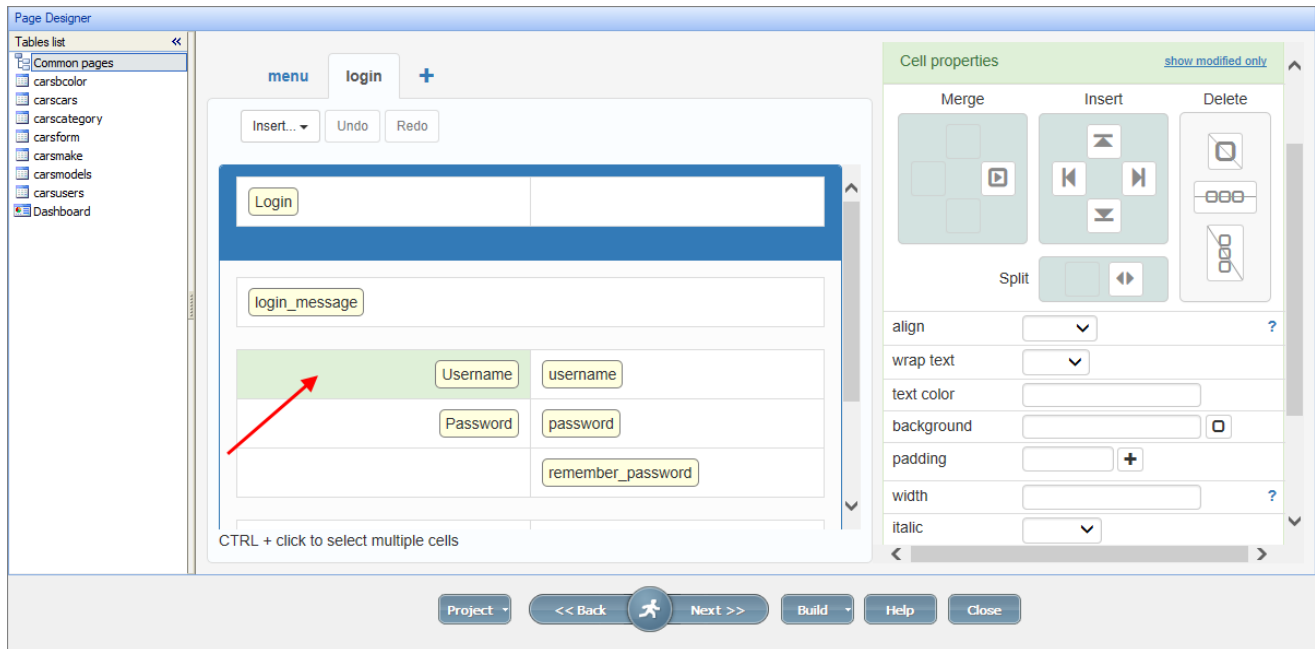 Page Designer
Tables list
Common pages
carsbcolor
carscars
carscategory
carsform
carsmake
carsmodels
carsusers
Dashboard
menu login +
Insert... Undo Redo
Login
login_message
Username username
Password password
remember_password
CTRL + click to select multiple cells
Cell properties show modified only
Merge Insert Delete
Split
align ?
wrap text
text color
background
padding
width ?
italic
Project << Back Next >> Build Help Close